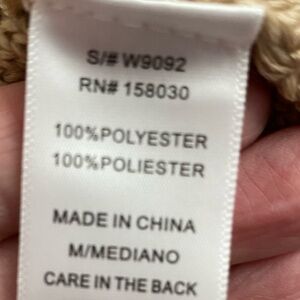 S/# W9092
RN# 158030
100%POLYESTER
100%POLIESTER
MADE IN CHINA
M/MEDIANO
CARE IN THE BACK